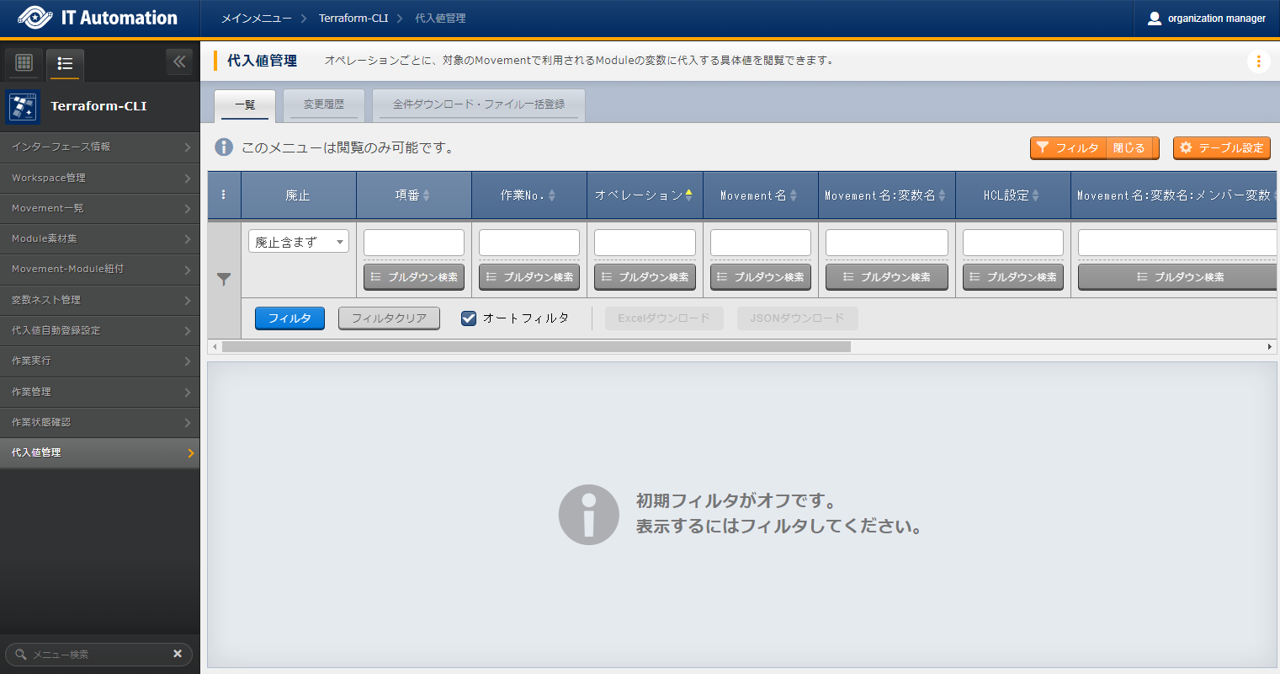 IT Automation
メインメニュー > Terraform-CLI > 代入値管理
organization manager
Terraform-CLI
インターフェース情報
Workspace管理
Movement一覧
Module素材集
Movement-Module紐付
変数ネスト管理
代入値自動登録設定
作業実行
作業管理
作業状態確認
代入値管理
メニュー検索
代入値管理 オペレーションごとに、対象のMovementで利用されるModuleの変数に代入する具体値を閲覧できます。
一覧 変更履歴 全件ダウンロード・ファイル一括登録
このメニューは閲覧のみ可能です。
フィルタ 閉じる テーブル設定
廃止 項番 作業No. オペレーション Movement名 Movement名:変数名 HCL設定 Movement名:変数名:メンバー変数
廃止含まず
プルダウン検索 プルダウン検索 プルダウン検索 プルダウン検索 プルダウン検索 プルダウン検索 プルダウン検索
フィルタ フィルタクリア オートフィルタ Excelダウンロード JSONダウンロード
初期フィルタがオフです。
表示するにはフィルタしてください。